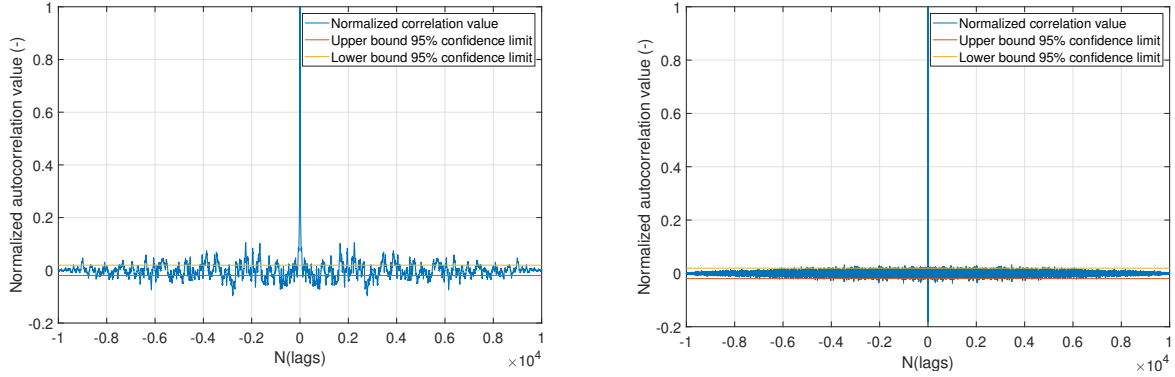 Normalized autocorrelation value (-)
1
0.8
0.6
0.4
0.2
0
-0.2
Normalized correlation value
Upper bound 95% confidence limit
Lower bound 95% confidence limit
-1 -0.8 -0.6 -0.4 -0.2 0 0.2 0.4 0.6 0.8 1
N(lags)
×10⁴
Normalized autocorrelation value (-)
1
0.8
0.6
0.4
0.2
0
-0.2
Normalized correlation value
Upper bound 95% confidence limit
Lower bound 95% confidence limit
-1 -0.8 -0.6 -0.4 -0.2 0 0.2 0.4 0.6 0.8 1
N(lags)
×10⁴